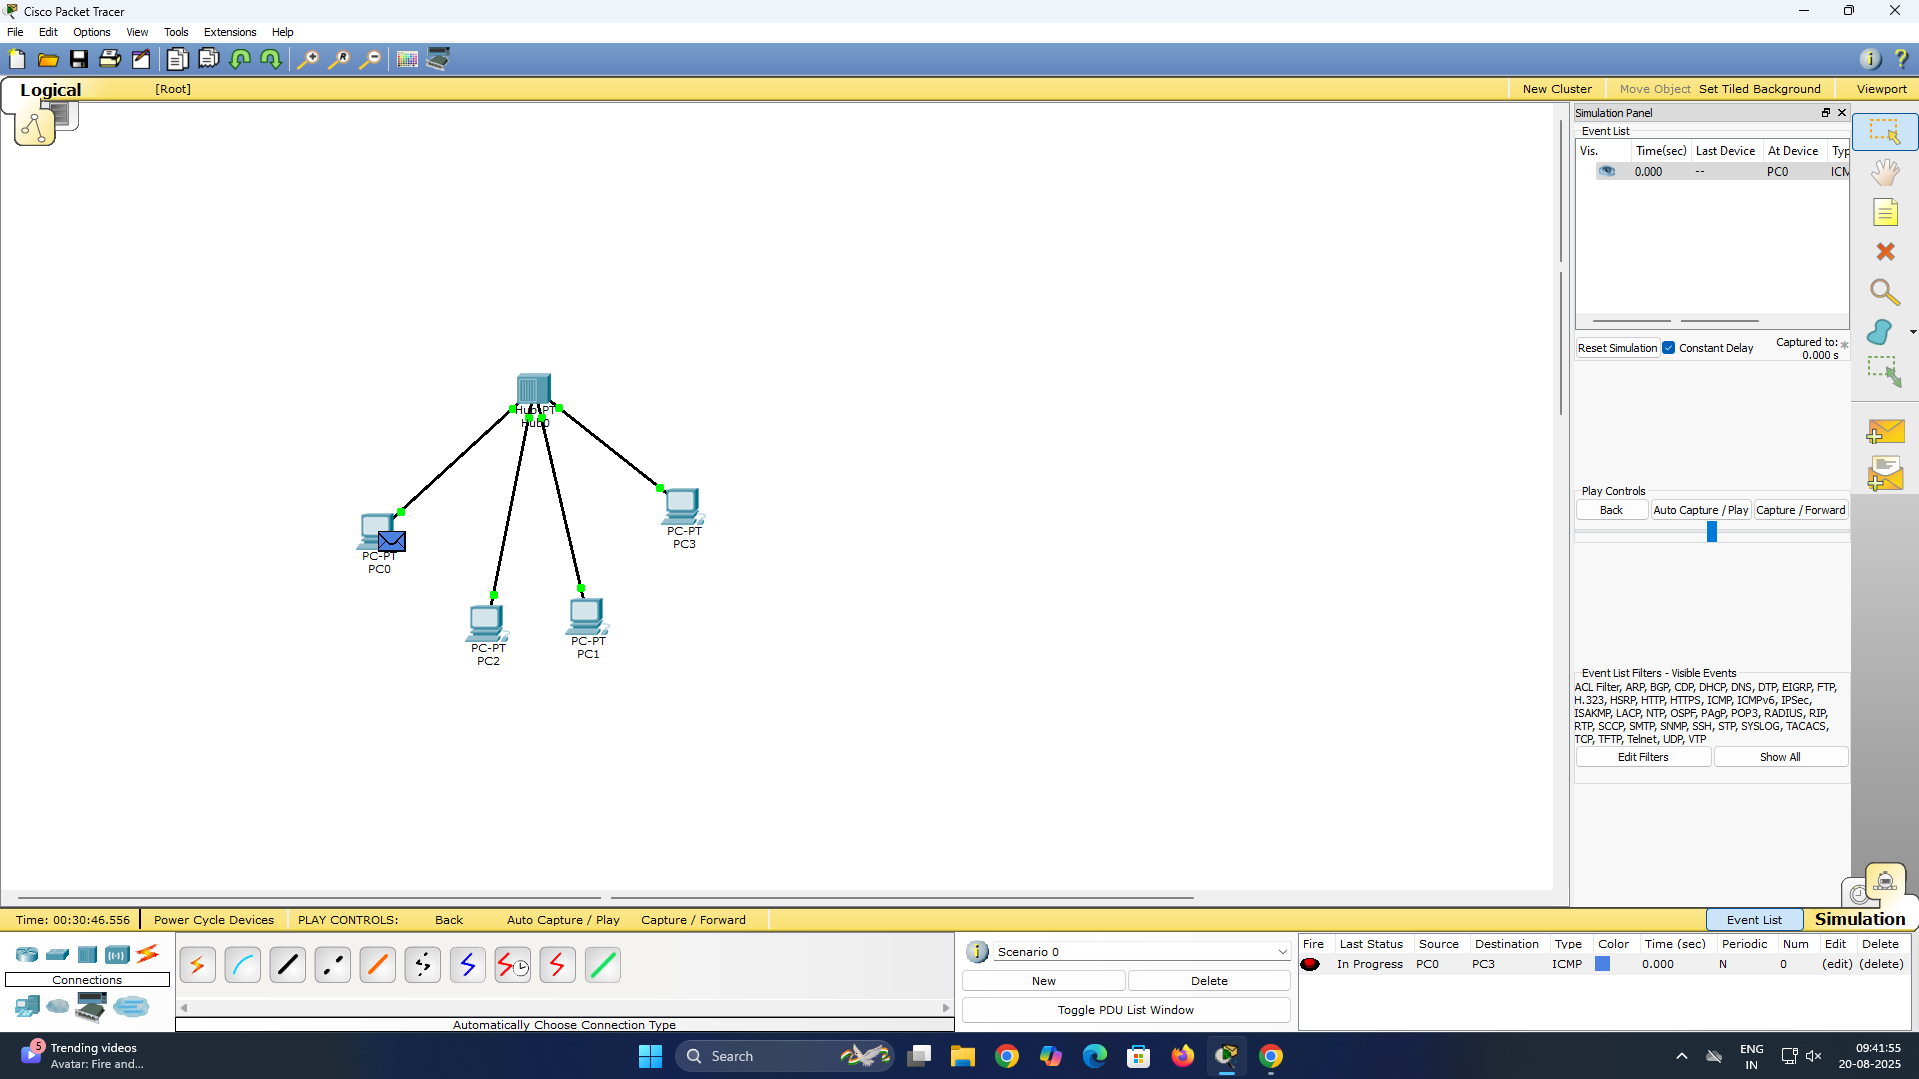 Cisco Packet Tracer
File Edit Options View Tools Extensions Help
Logical [Root] New Cluster Move Object Set Tiled Background Viewport
Simulation Panel
Event List
Vis. Time(sec) Last Device At Device Typ
0.000 -- PC0 ICM
Reset Simulation Constant Delay Captured to: *
0.000 s
Hub-PT
Hub0
PC-PT
PC0
PC-PT
PC2
PC-PT
PC1
PC-PT
PC3
Play Controls
Back Auto Capture / Play Capture / Forward
Event List Filters - Visible Events
ACL Filter, ARP, BGP, CDP, DHCP, DNS, DTP, EIGRP, FTP,
H.323, HSRP, HTTP, HTTPS, ICMP, ICMPv6, IPSec,
ISAKMP, LACP, NTP, OSPF, PAgP, POP3, RADIUS, RIP,
RTP, SCCP, SMTP, SNMP, SSH, STP, SYSLOG, TACACS,
TCP, TFTP, Telnet, UDP, VTP
Edit Filters Show All
Time: 00:30:46.556 Power Cycle Devices PLAY CONTROLS: Back Auto Capture / Play Capture / Forward Event List Simulation
Connections
Automatically Choose Connection Type
Scenario 0
New Delete
Toggle PDU List Window
Fire Last Status Source Destination Type Color Time (sec) Periodic Num Edit Delete
In Progress PC0 PC3 ICMP 0.000 N 0 (edit) (delete)
5
Trending videos
Avatar: Fire and...
Search
ENG
IN
09:41:55
20-08-2025